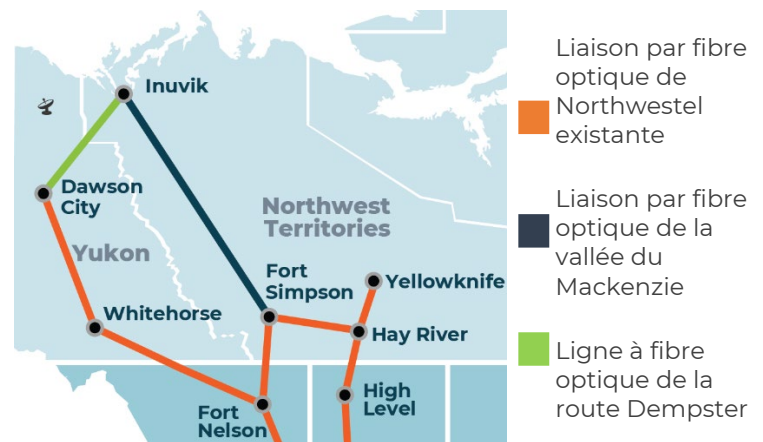 Inuvik
Dawson
City
Yukon
Northwest
Territories
Fort
Simpson
Yellowknife
Whitehorse
Hay River
High
Level
Fort
Nelson
Liaison par fibre
optique de
Northwestel
existante
Liaison par fibre
optique de la
vallée du
Mackenzie
Ligne à fibre
optique de la
route Dempster